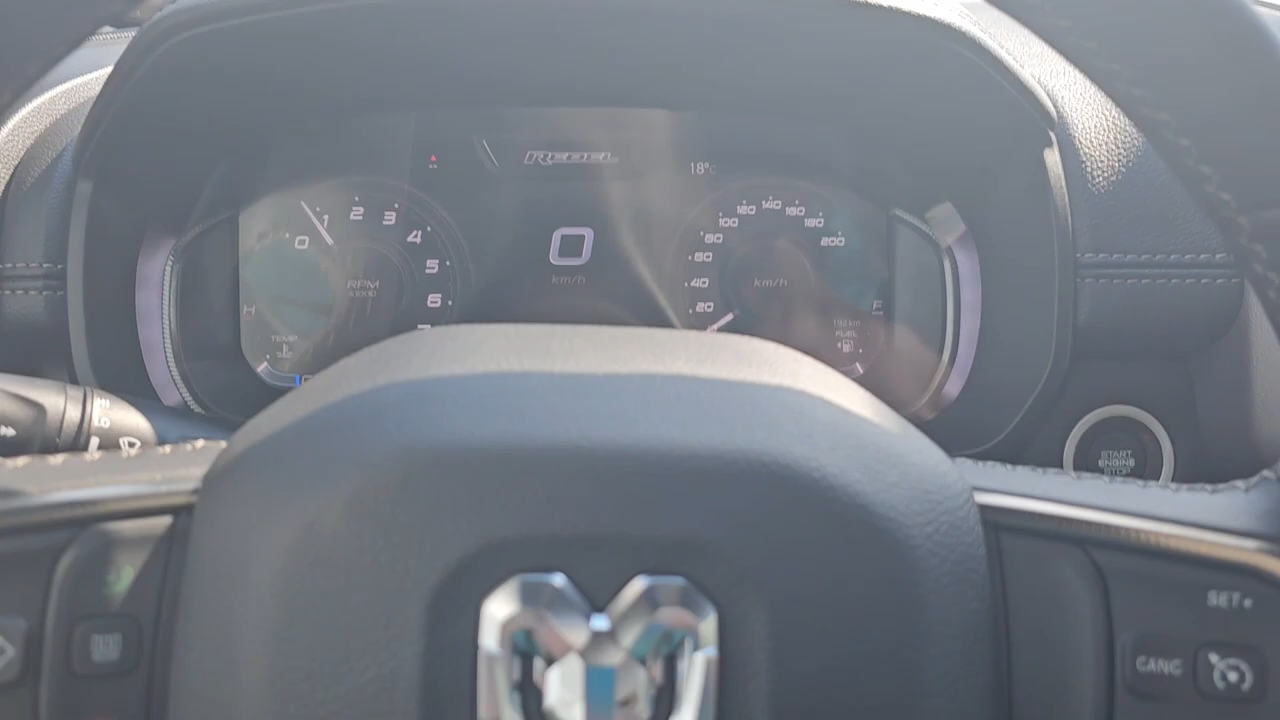 REBEL
18°C
0
1
2
3
4
5
6
RPM
x1000
H
TEMP
0
km/h
20
40
60
80
100
120
140
160
180
200
km/h
F
FUEL
START
ENGINE
STOP
SET+
CANC